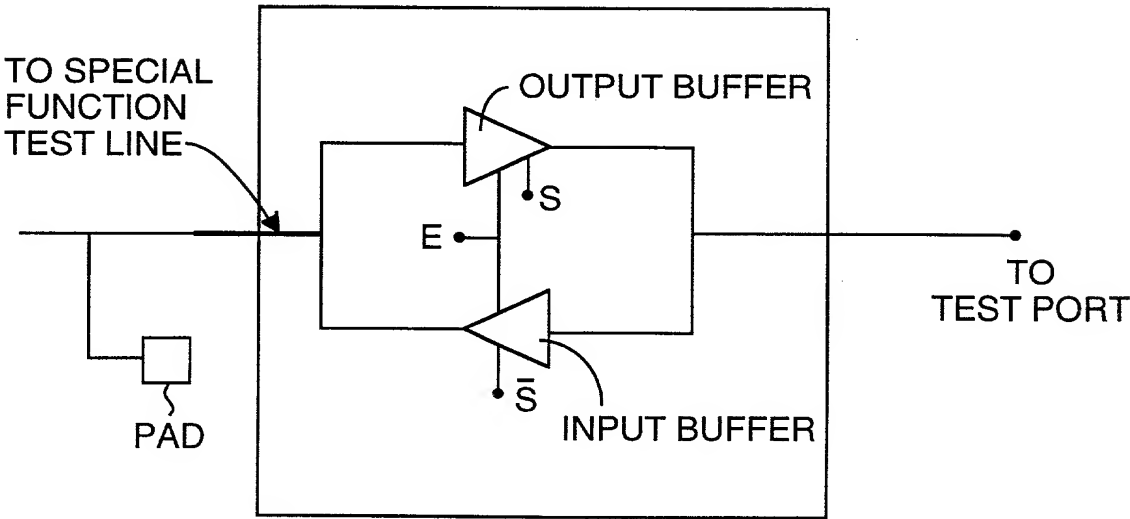 TO SPECIAL
FUNCTION
TEST LINE
OUTPUT BUFFER
S
E
TO
TEST PORT
S̄
INPUT BUFFER
PAD